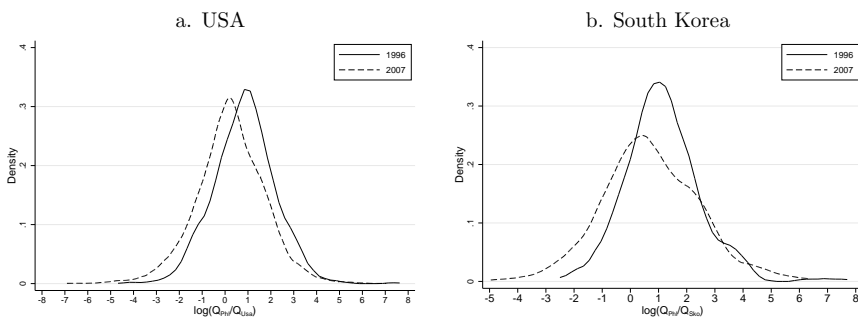 a. USA
.4
.3
.2
.1
0
Density
1996
2007
-8 -7 -6 -5 -4 -3 -2 -1 0 1 2 3 4 5 6 7 8
log(QPhl/QUsa)
b. South Korea
.4
.3
.2
.1
0
Density
1996
2007
-5 -4 -3 -2 -1 0 1 2 3 4 5 6 7 8
log(QPhl/QSko)